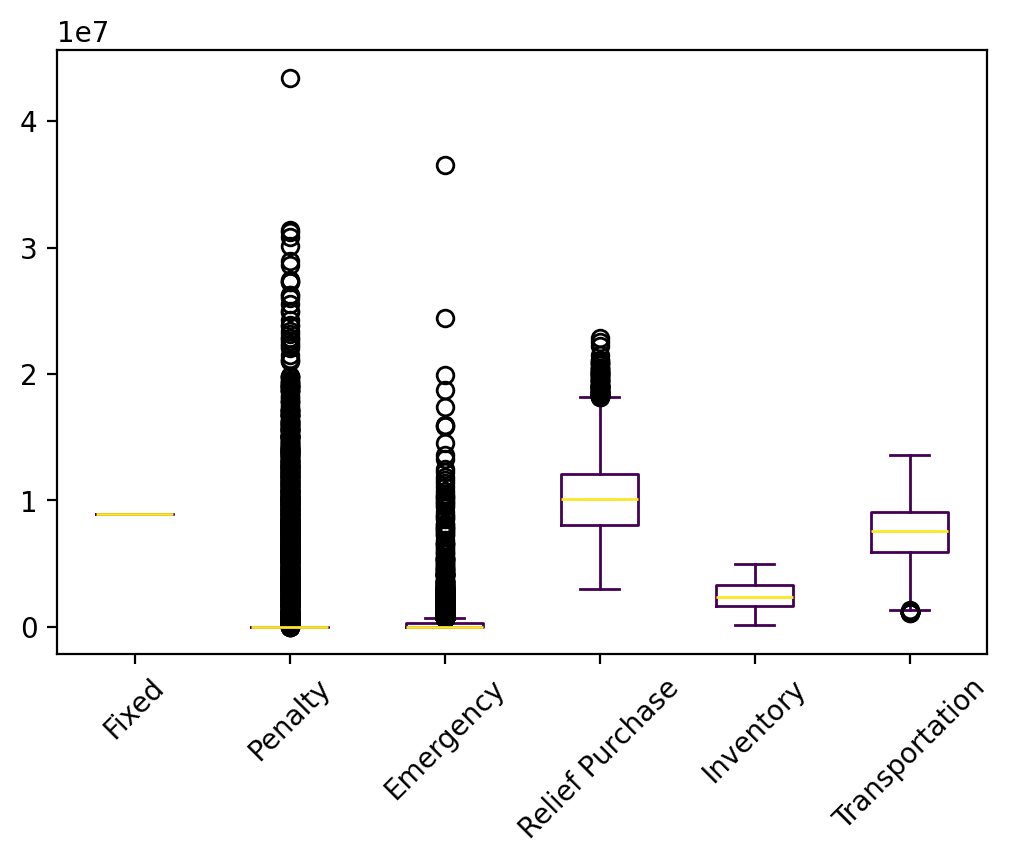 1e7
4
3
2
1
0
Fixed
Penalty
Emergency
Relief Purchase
Inventory
Transportation